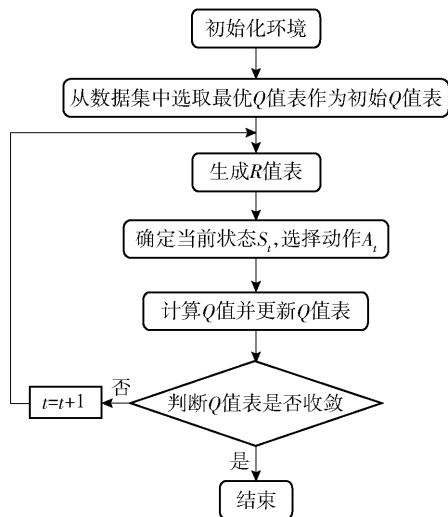 初始化环境
从数据集中选取最优Q值表作为初始Q值表
生成R值表
确定当前状态Sₜ,选择动作Aₜ
计算Q值并更新Q值表
判断Q值表是否收敛
否
t=t+1
是
结束